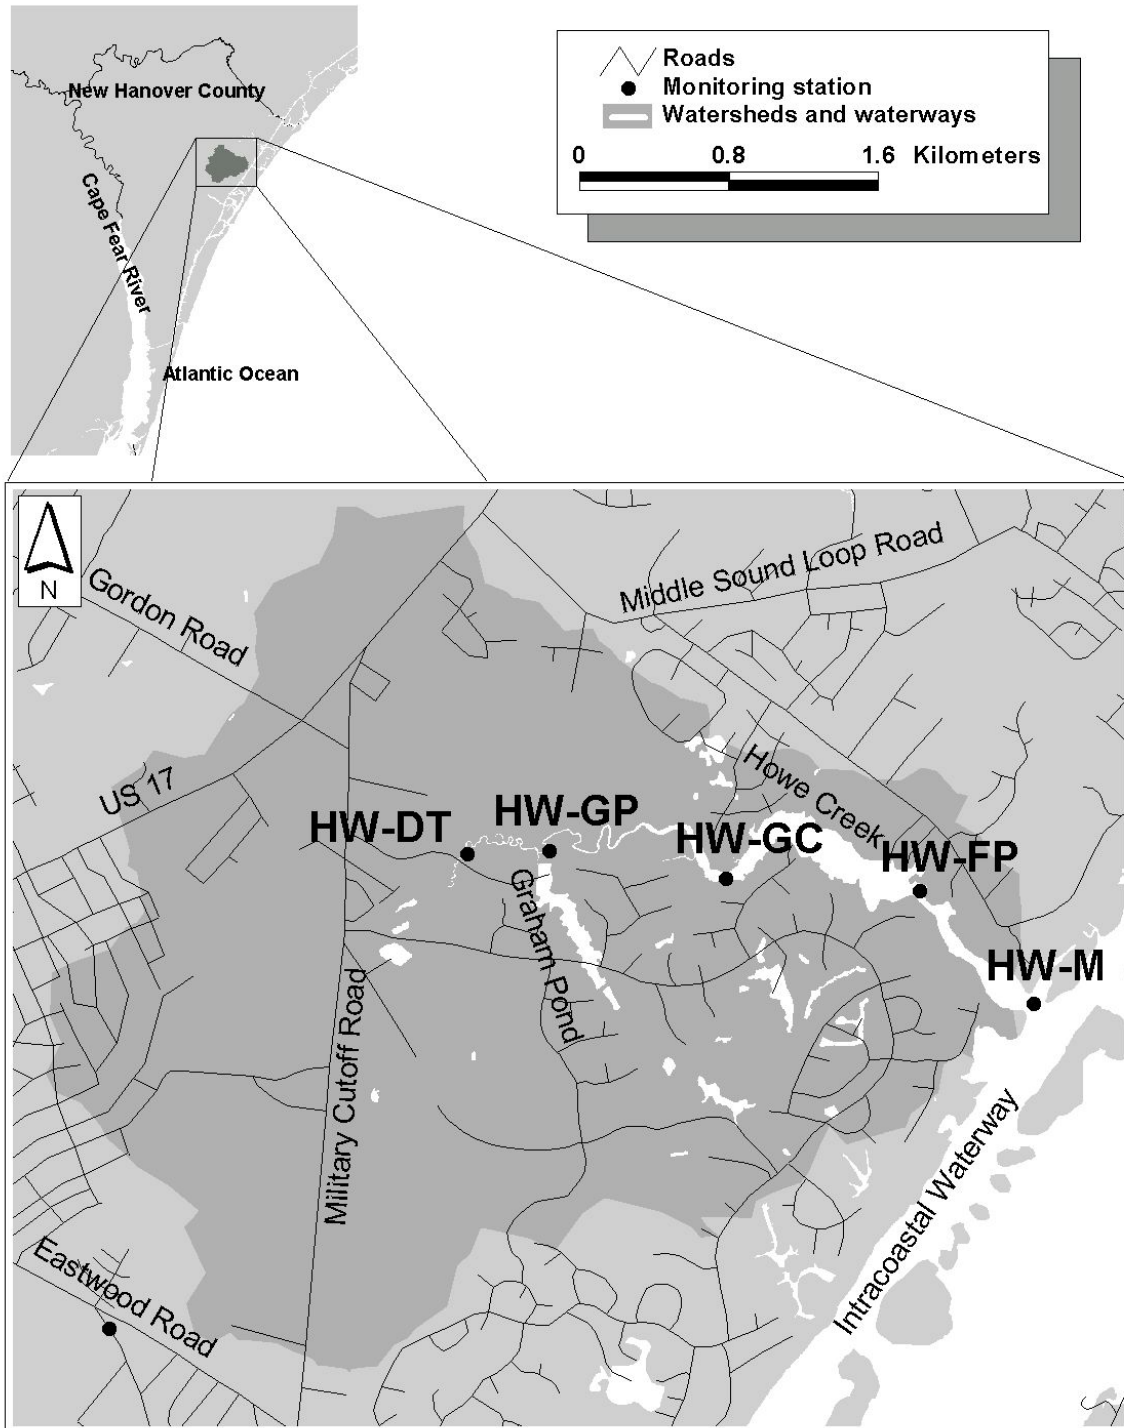 New Hanover County
Cape Fear River
Atlantic Ocean
Roads
Monitoring station
Watersheds and waterways
0 0.8 1.6 Kilometers
N
Gordon Road
Middle Sound Loop Road
US 17
Howe Creek
HW-DT
HW-GP
HW-GC
HW-FP
HW-M
Graham Pond
Military Cutoff Road
Intracoastal Waterway
Eastwood Road